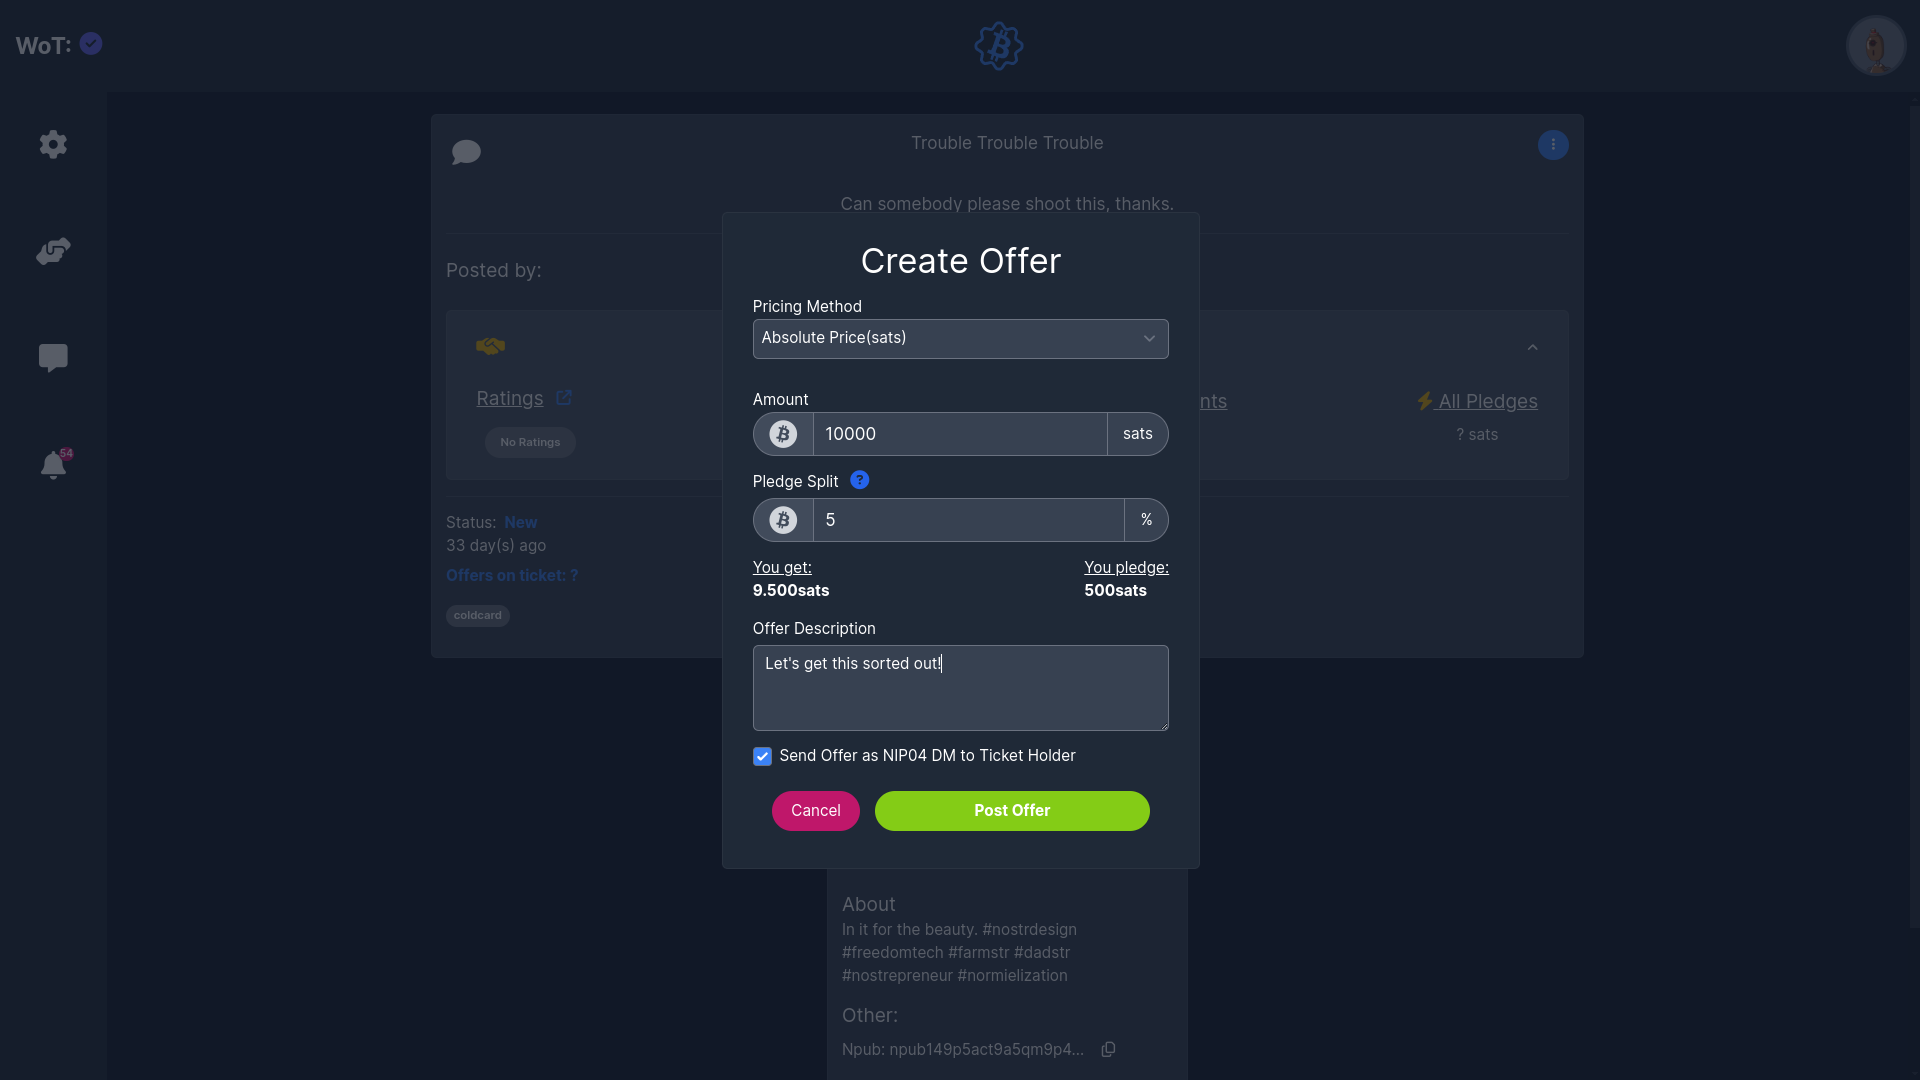 WoT:
Trouble Trouble Trouble
Can somebody please shoot this, thanks.
Posted by:
Create Offer
Pricing Method
Absolute Price(sats)
Ratings
nts
All Pledges
No Ratings
? sats
Amount
10000 sats
54
Pledge Split ?
5 %
Status: New
33 day(s) ago
Offers on ticket: ?
coldcard
You get: You pledge:
9.500sats 500sats
Offer Description
Let's get this sorted out!
Send Offer as NIP04 DM to Ticket Holder
Cancel Post Offer
About
In it for the beauty. #nostrdesign
#freedomtech #farmstr #dadstr
#nostrepreneur #normielization
Other:
Npub: npub149p5act9a5qm9p4...